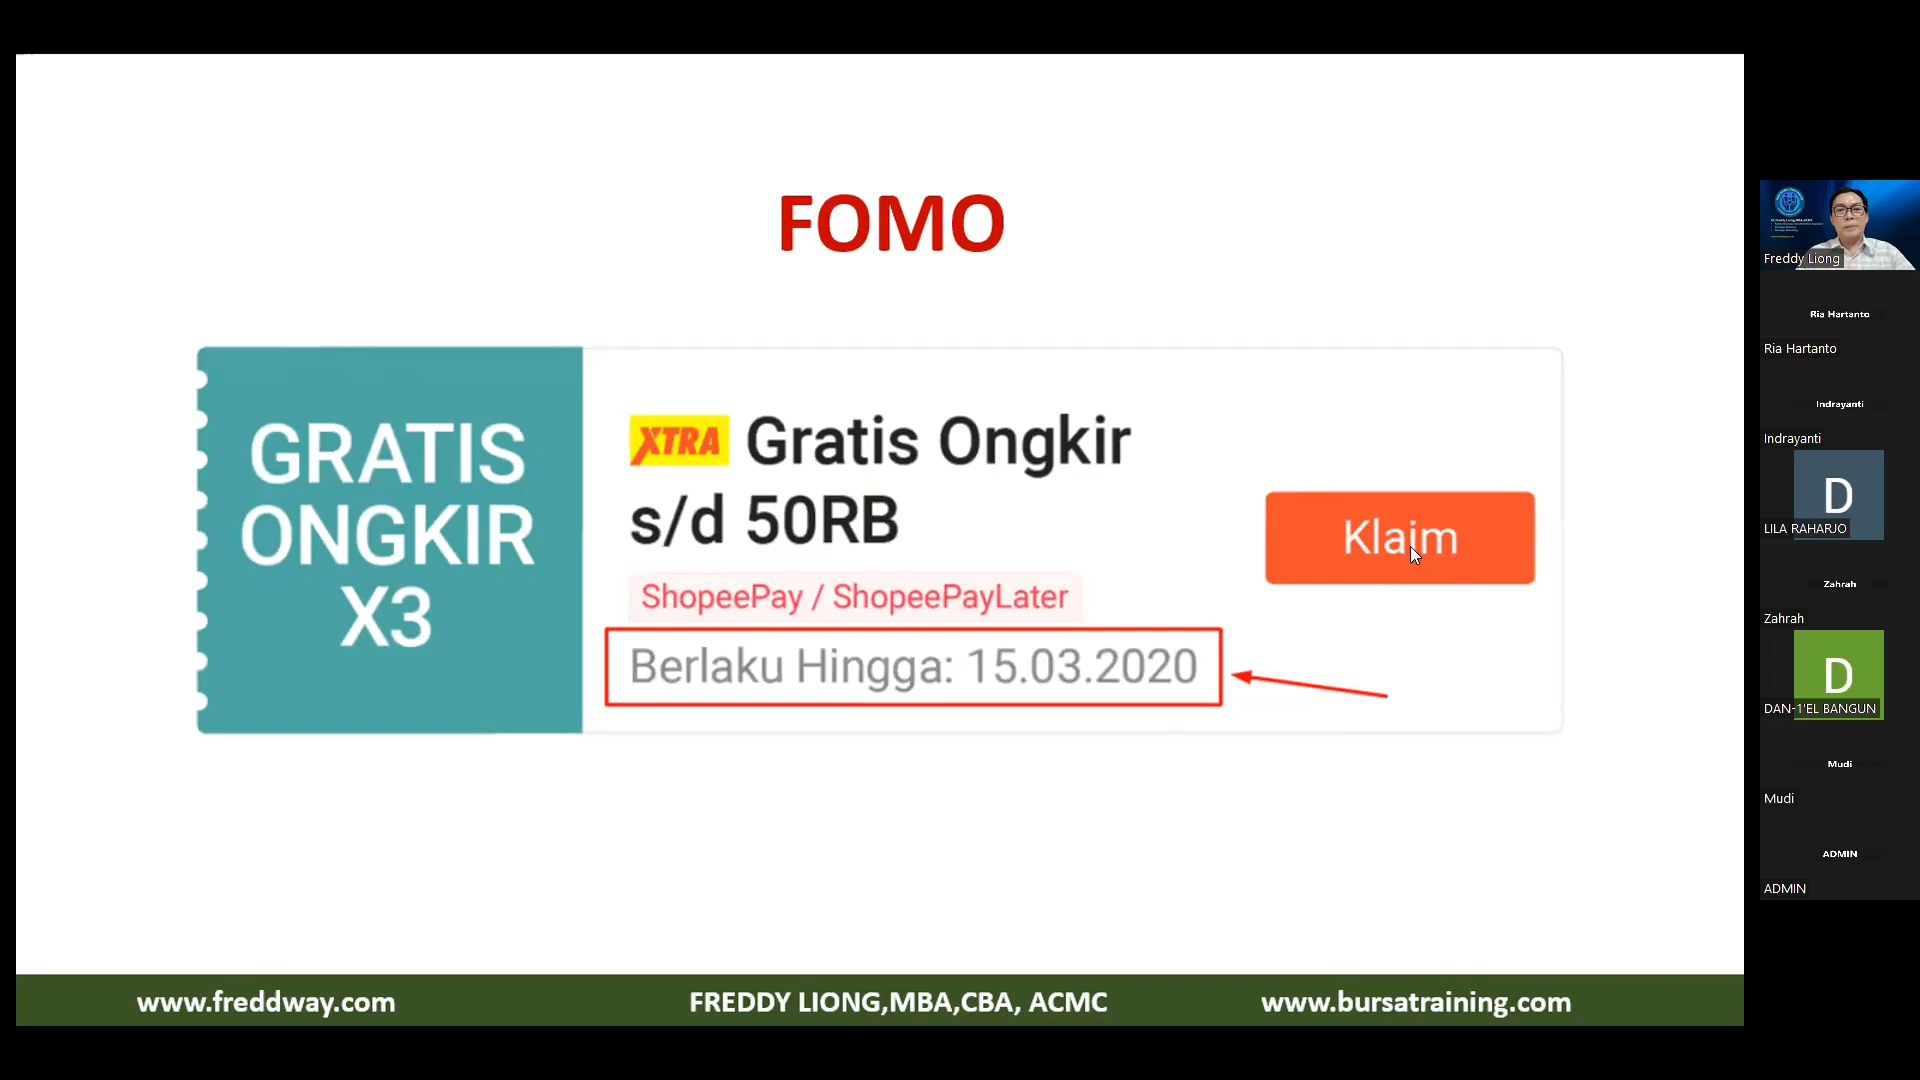 FOMO
GRATIS
ONGKIR
X3
XTRA Gratis Ongkir
s/d 50RB
ShopeePay / ShopeePayLater
Berlaku Hingga: 15.03.2020
Klaim
www.freddway.com
FREDDY LIONG,MBA,CBA, ACMC
www.bursatraining.com
Freddy Liong
Ria Hartanto
Ria Hartanto
Indrayanti
Indrayanti
D
LILA RAHARJO
Zahrah
Zahrah
D
DAN-1'EL BANGUN
Mudi
Mudi
ADMIN
ADMIN